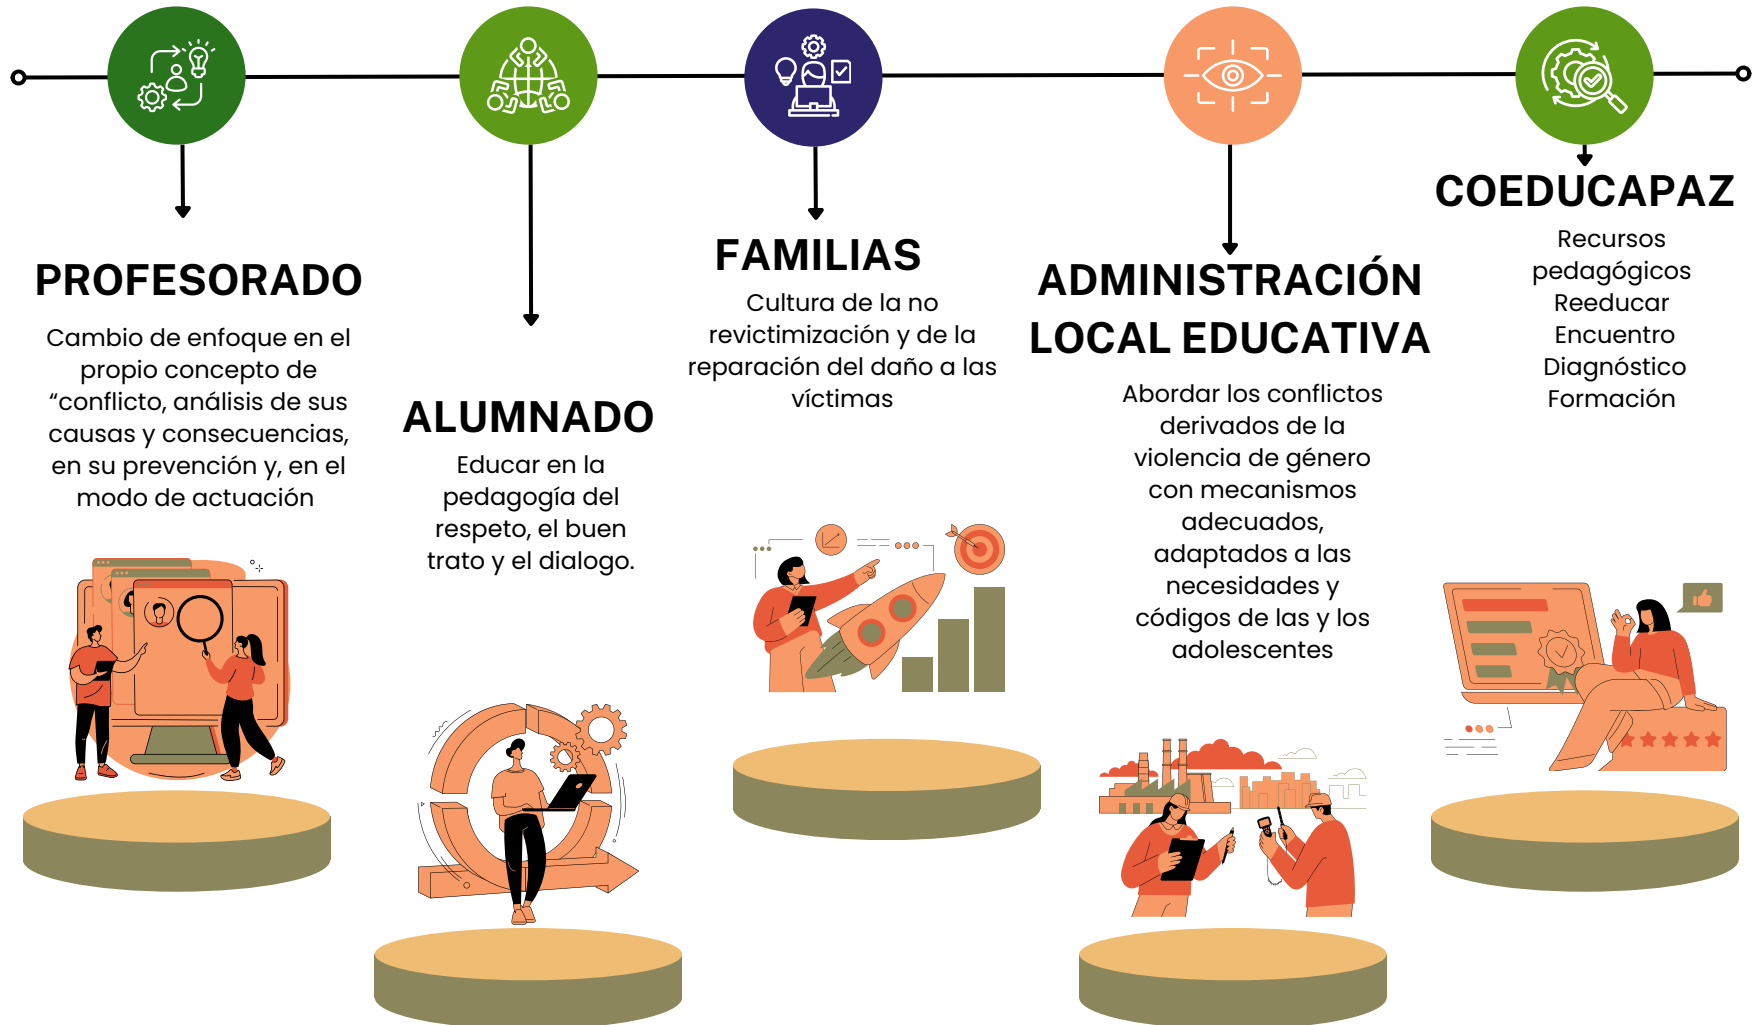 PROFESORADO
Cambio de enfoque en el
propio concepto de
“conflicto, análisis de sus
causas y consecuencias,
en su prevención y, en el
modo de actuación
ALUMNADO
Educar en la
pedagogía del
respeto, el buen
trato y el dialogo.
FAMILIAS
Cultura de la no
revictimización y de la
reparación del daño a las
víctimas
ADMINISTRACIÓN
LOCAL EDUCATIVA
Abordar los conflictos
derivados de la
violencia de género
con mecanismos
adecuados,
adaptados a las
necesidades y
códigos de las y los
adolescentes
COEDUCAPAZ
Recursos
pedagógicos
Reeducar
Encuentro
Diagnóstico
Formación